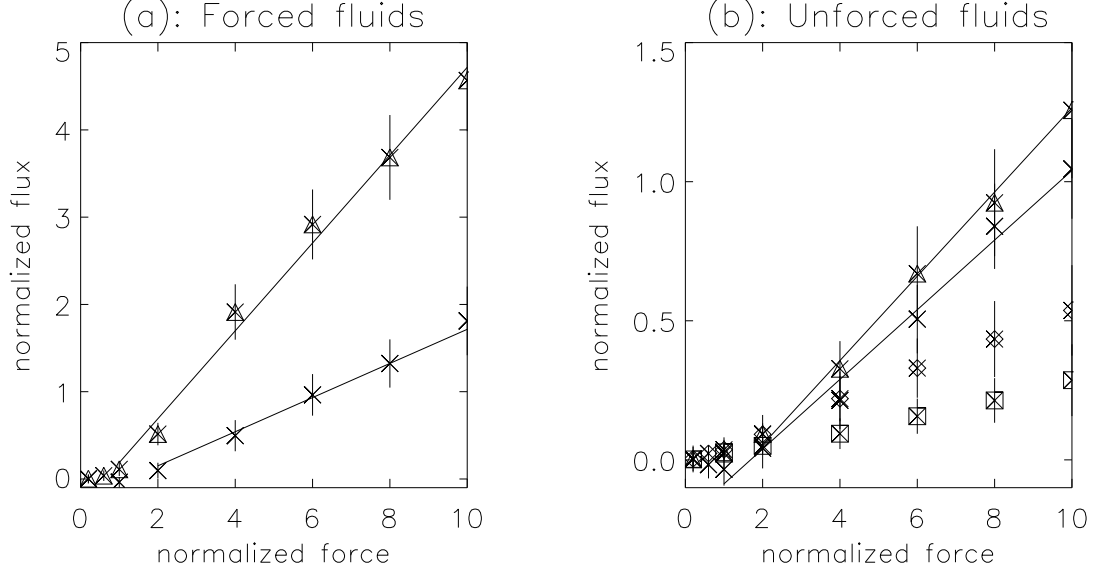 (a): Forced fluids
5
4
3
2
1
0
0 2 4 6 8 10
normalized force
normalized flux
(b): Unforced fluids
1.5
1.0
0.5
0.0
0 2 4 6 8 10
normalized force
normalized flux